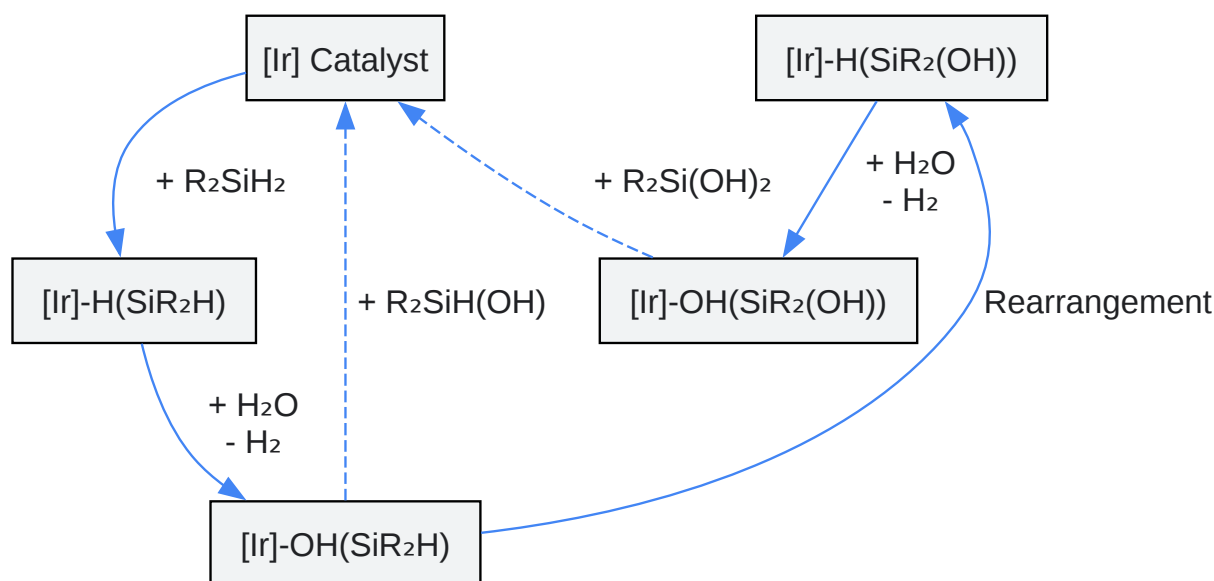 [Ir] Catalyst
[Ir]-H(SiR₂(OH))
+ R₂SiH₂
+ R₂Si(OH)₂
+ H₂O
- H₂
[Ir]-H(SiR₂H)
+ R₂SiH(OH)
[Ir]-OH(SiR₂(OH))
Rearrangement
+ H₂O
- H₂
[Ir]-OH(SiR₂H)